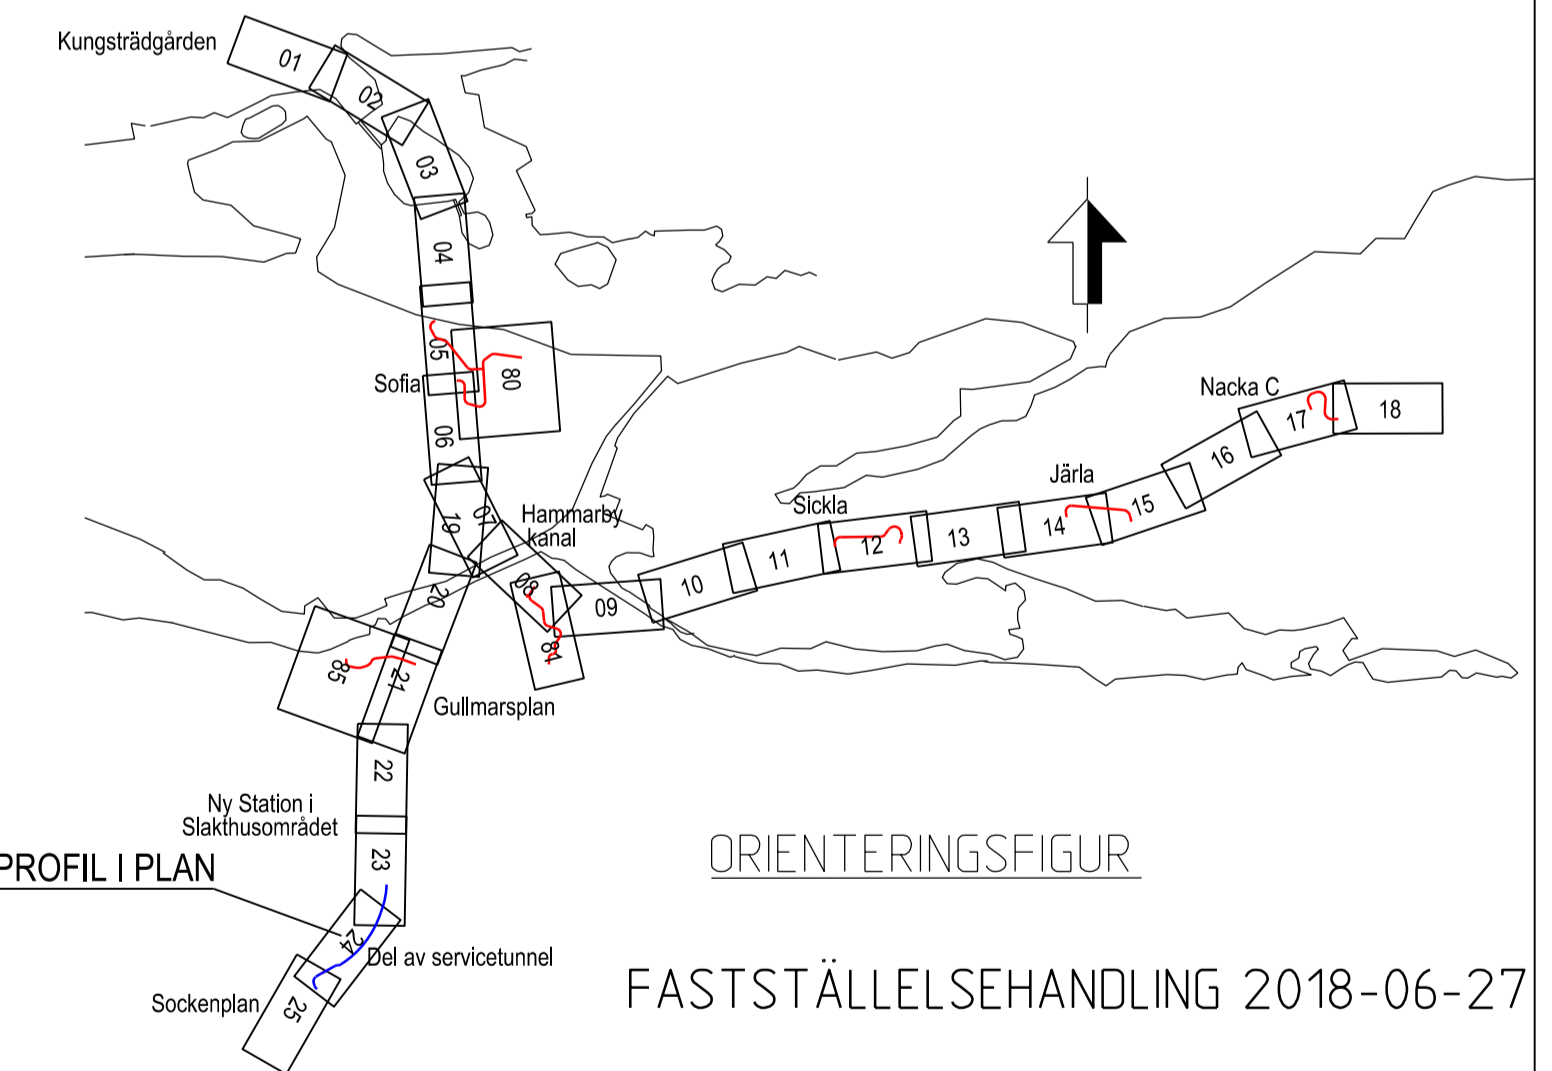 Kungsträdgården
01
02
03
04
05
80
Sofia
06
19
07
Hammarby
kanal
08
09
10
11
Sickla
12
13
14
Järla
15
16
Nacka C
17
18
20
81
85
21
Gullmarsplan
22
Ny Station i
Slakthusområdet
23
PROFIL I PLAN
24
Del av servicetunnel
Sockenplan
25
ORIENTERINGSFIGUR
FASTSTÄLLELSEHANDLING 2018-06-27